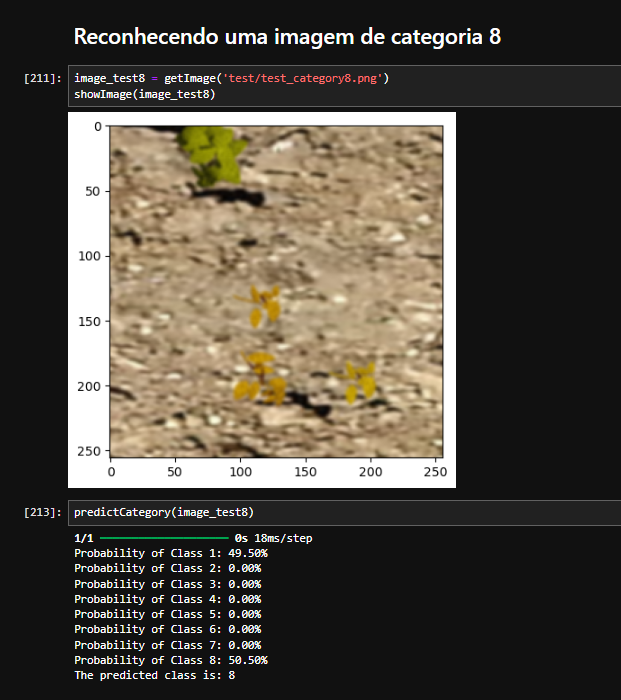 Reconhecendo uma imagem de categoria 8
[211]: image_test8 = getImage('test/test_category8.png')
showImage(image_test8)
0
50
100
150
200
250
0 50 100 150 200 250
[213]: predictCategory(image_test8)
1/1 ━━━━━━━━━━━━━━━━━━━━ 0s 18ms/step
Probability of Class 1: 49.50%
Probability of Class 2: 0.00%
Probability of Class 3: 0.00%
Probability of Class 4: 0.00%
Probability of Class 5: 0.00%
Probability of Class 6: 0.00%
Probability of Class 7: 0.00%
Probability of Class 8: 50.50%
The predicted class is: 8